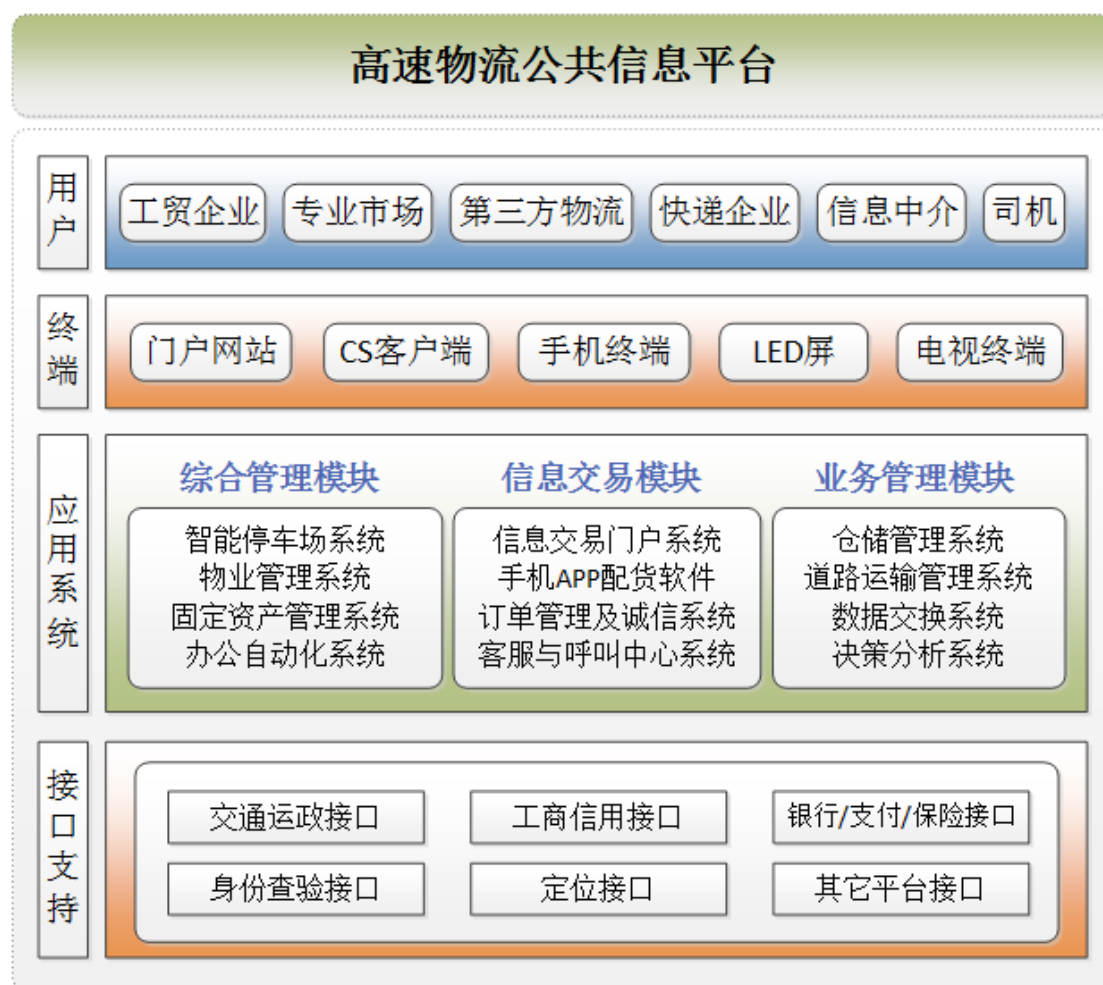 高速物流公共信息平台
用户
工贸企业 专业市场 第三方物流 快递企业 信息中介 司机
终端
门户网站 CS客户端 手机终端 LED屏 电视终端
应用系统
综合管理模块
智能停车场系统
物业管理系统
固定资产管理系统
办公自动化系统
信息交易模块
信息交易门户系统
手机APP配货软件
订单管理及诚信系统
客服与呼叫中心系统
业务管理模块
仓储管理系统
道路运输管理系统
数据交换系统
决策分析系统
接口支持
交通运政接口 工商信用接口 银行/支付/保险接口
身份查验接口 定位接口 其它平台接口